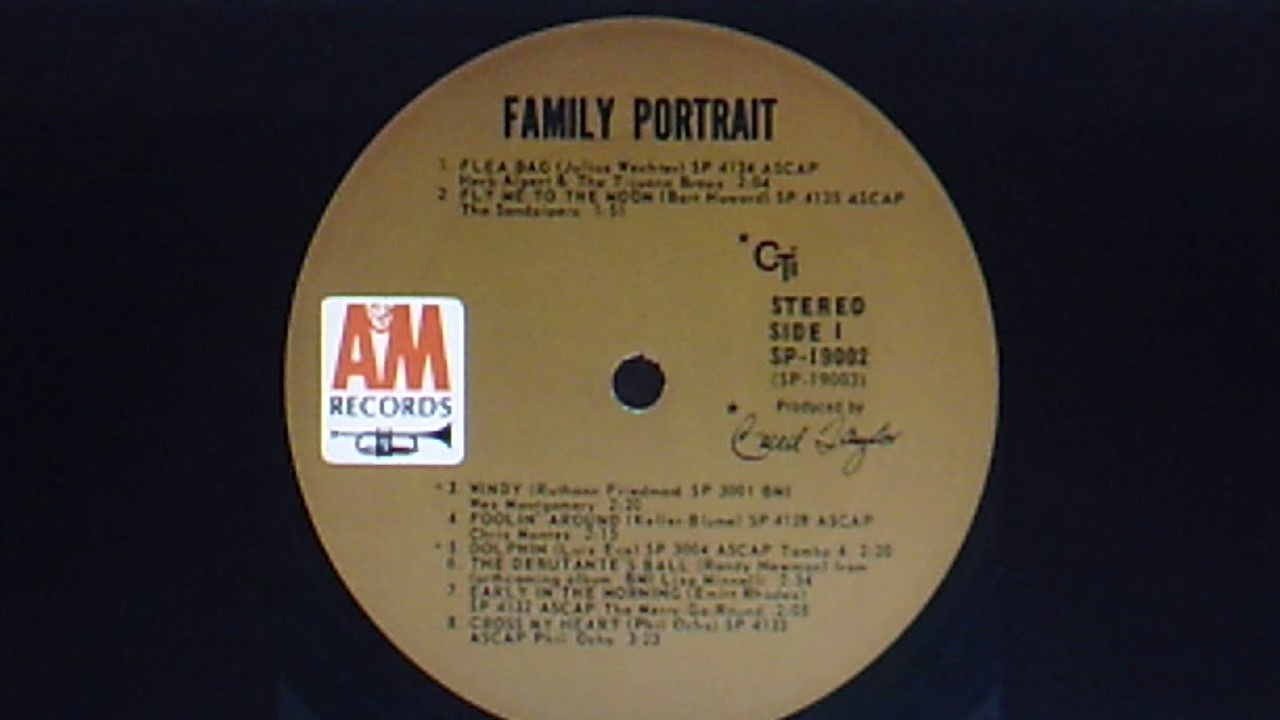 FAMILY PORTRAIT
1. FLEA BAG (Julius Wechter) SP 4134 ASCAP
Herb Alpert & The Tijuana Brass 2:04
2. FLY ME TO THE MOON (Bart Howard) SP 4135 ASCAP
The Sandpipers 1:51
* CTi
STEREO
SIDE 1
SP-19002
(SP-19003)
A&M
RECORDS
* Produced by
Creed Taylor
* 3. WINDY (Ruthann Friedman) SP 3001 BMI
Wes Montgomery 2:20
4. FOOLIN' AROUND (Keller-Blume) SP 4128 ASCAP
Chris Montez 2:15
* 5. DOLPHIN (Luis Eca) SP 3004 ASCAP Tamba 4 2:20
6. THE DEBUTANTE'S BALL (Randy Newman) from
forthcoming album BMI Liza Minnelli 2:54
7. EARLY IN THE MORNING (Emitt Rhodes)
SP 4132 ASCAP The Merry-Go-Round 2:05
8. CROSS MY HEART (Phil Ochs) SP 4133
ASCAP Phil Ochs 3:23